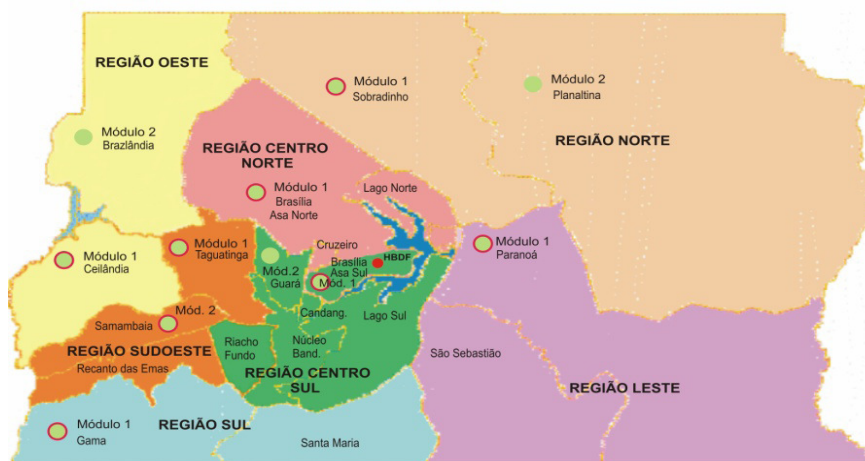 REGIÃO OESTE
Módulo 2
Brazlândia
Módulo 1
Ceilândia
Módulo 1
Sobradinho
Módulo 2
Planaltina
REGIÃO NORTE
REGIÃO CENTRO
NORTE
Módulo 1
Brasília
Asa Norte
Lago Norte
Cruzeiro
Módulo 1
Taguatinga
Mód.2
Guará
Brasília
Asa Sul
Mód. 1
HBDF
Candang.
Lago Sul
Módulo 1
Paranoá
Mód. 2
Samambaia
REGIÃO SUDOESTE
Recanto das Emas
Riacho
Fundo
Núcleo
Band.
REGIÃO CENTRO
SUL
São Sebastião
REGIÃO LESTE
Módulo 1
Gama
REGIÃO SUL
Santa Maria